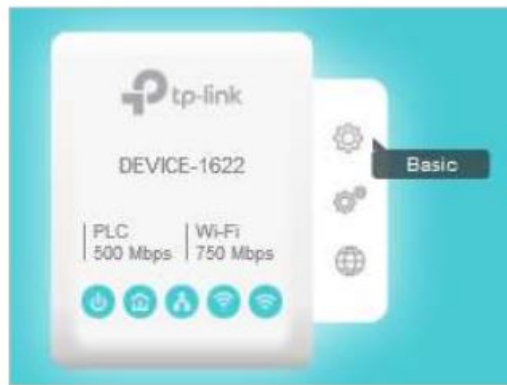 tp-link
DEVICE-1622
Basic
PLC
500 Mbps
Wi-Fi
750 Mbps